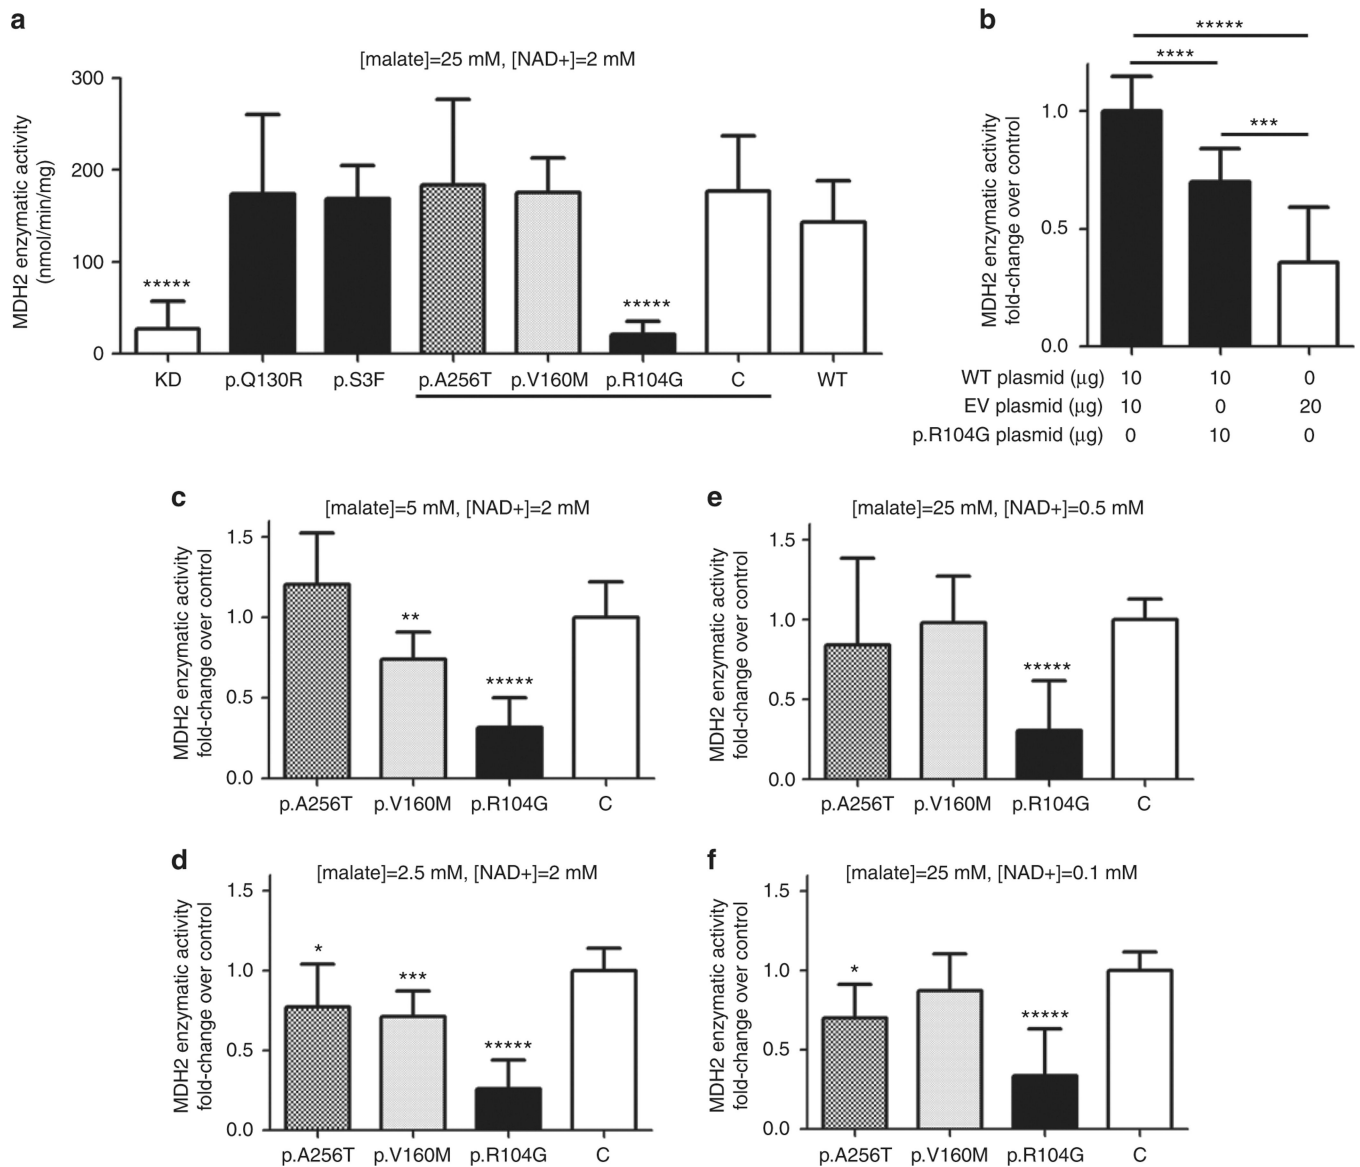 a
[malate]=25 mM, [NAD+]=2 mM
MDH2 enzymatic activity
(nmol/min/mg)
300
200
100
0
*****
*****
KD p.Q130R p.S3F p.A256T p.V160M p.R104G C WT
b
*****
****
***
MDH2 enzymatic activity
fold-change over control
1.0
0.5
0.0
WT plasmid (µg) 10 10 0
EV plasmid (µg) 10 0 20
p.R104G plasmid (µg) 0 10 0
c
[malate]=5 mM, [NAD+]=2 mM
MDH2 enzymatic activity
fold-change over control
1.5
1.0
0.5
0.0
**
*****
p.A256T p.V160M p.R104G C
e
[malate]=25 mM, [NAD+]=0.5 mM
MDH2 enzymatic activity
fold-change over control
1.5
1.0
0.5
0.0
*****
p.A256T p.V160M p.R104G C
d
[malate]=2.5 mM, [NAD+]=2 mM
MDH2 enzymatic activity
fold-change over control
1.5
1.0
0.5
0.0
*
***
*****
p.A256T p.V160M p.R104G C
f
[malate]=25 mM, [NAD+]=0.1 mM
MDH2 enzymatic activity
fold-change over control
1.5
1.0
0.5
0.0
*
*****
p.A256T p.V160M p.R104G C